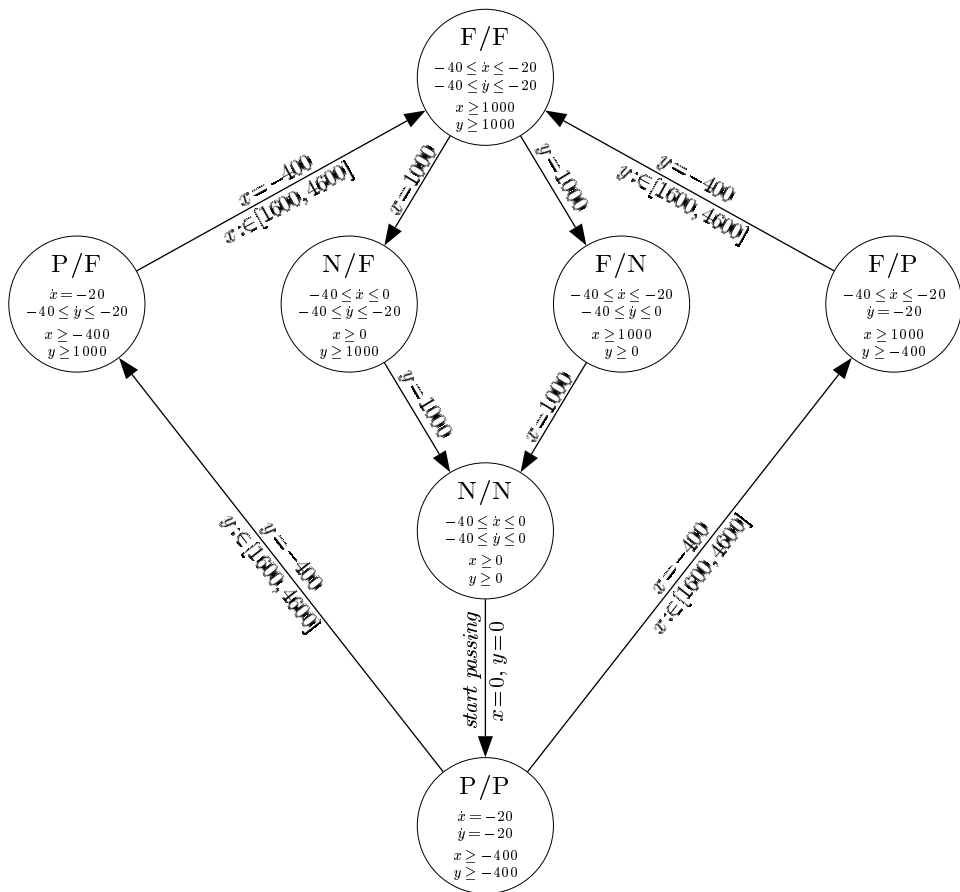 F/F
−40 ≤ ẋ ≤ −20
−40 ≤ ẏ ≤ −20
x ≥ 1000
y ≥ 1000
x = −400
x :∈ [1600, 4600]
x = 1000
y = 1000
y = −400
y :∈ [1600, 4600]
P/F
ẋ = −20
−40 ≤ ẏ ≤ −20
x ≥ −400
y ≥ 1000
N/F
−40 ≤ ẋ ≤ 0
−40 ≤ ẏ ≤ −20
x ≥ 0
y ≥ 1000
F/N
−40 ≤ ẋ ≤ −20
−40 ≤ ẏ ≤ 0
x ≥ 1000
y ≥ 0
F/P
−40 ≤ ẋ ≤ −20
ẏ = −20
x ≥ 1000
y ≥ −400
y = 1000
x = 1000
N/N
−40 ≤ ẋ ≤ 0
−40 ≤ ẏ ≤ 0
x ≥ 0
y ≥ 0
y = −400
y :∈ [1600, 4600]
x = −400
x :∈ [1600, 4600]
start passing
x = 0, y = 0
P/P
ẋ = −20
ẏ = −20
x ≥ −400
y ≥ −400